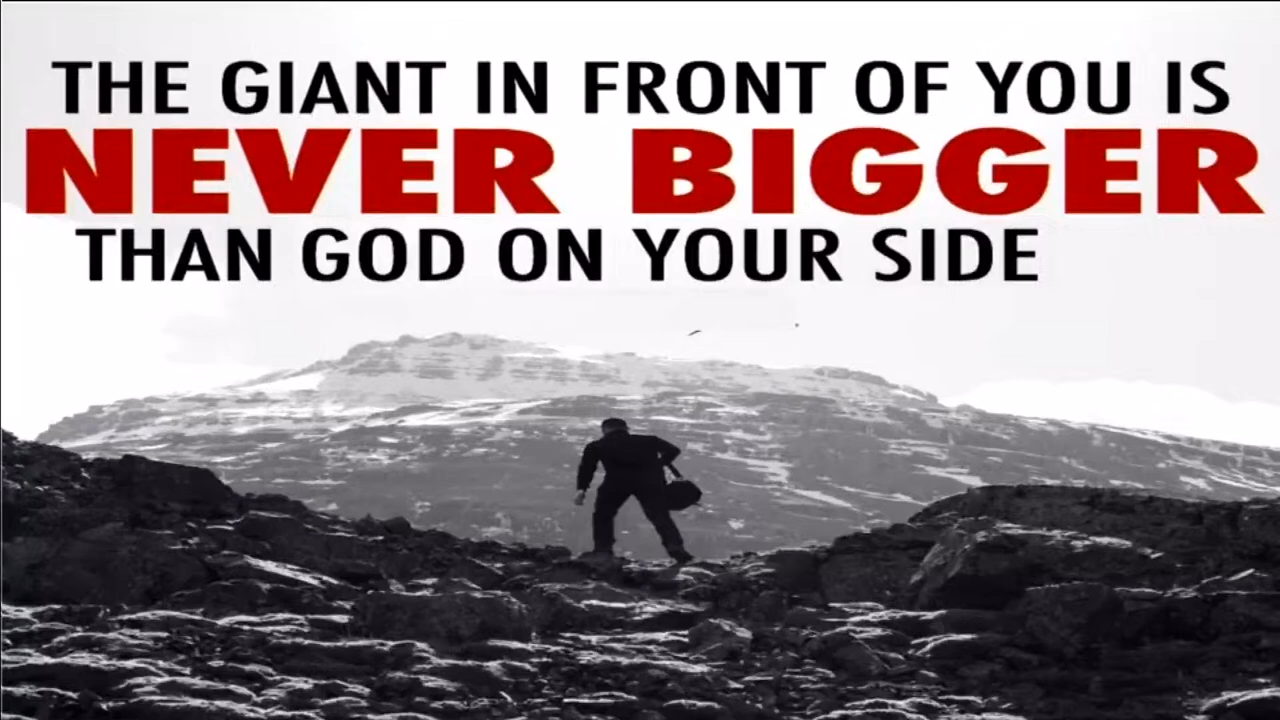 THE GIANT IN FRONT OF YOU IS
NEVER BIGGER
THAN GOD ON YOUR SIDE